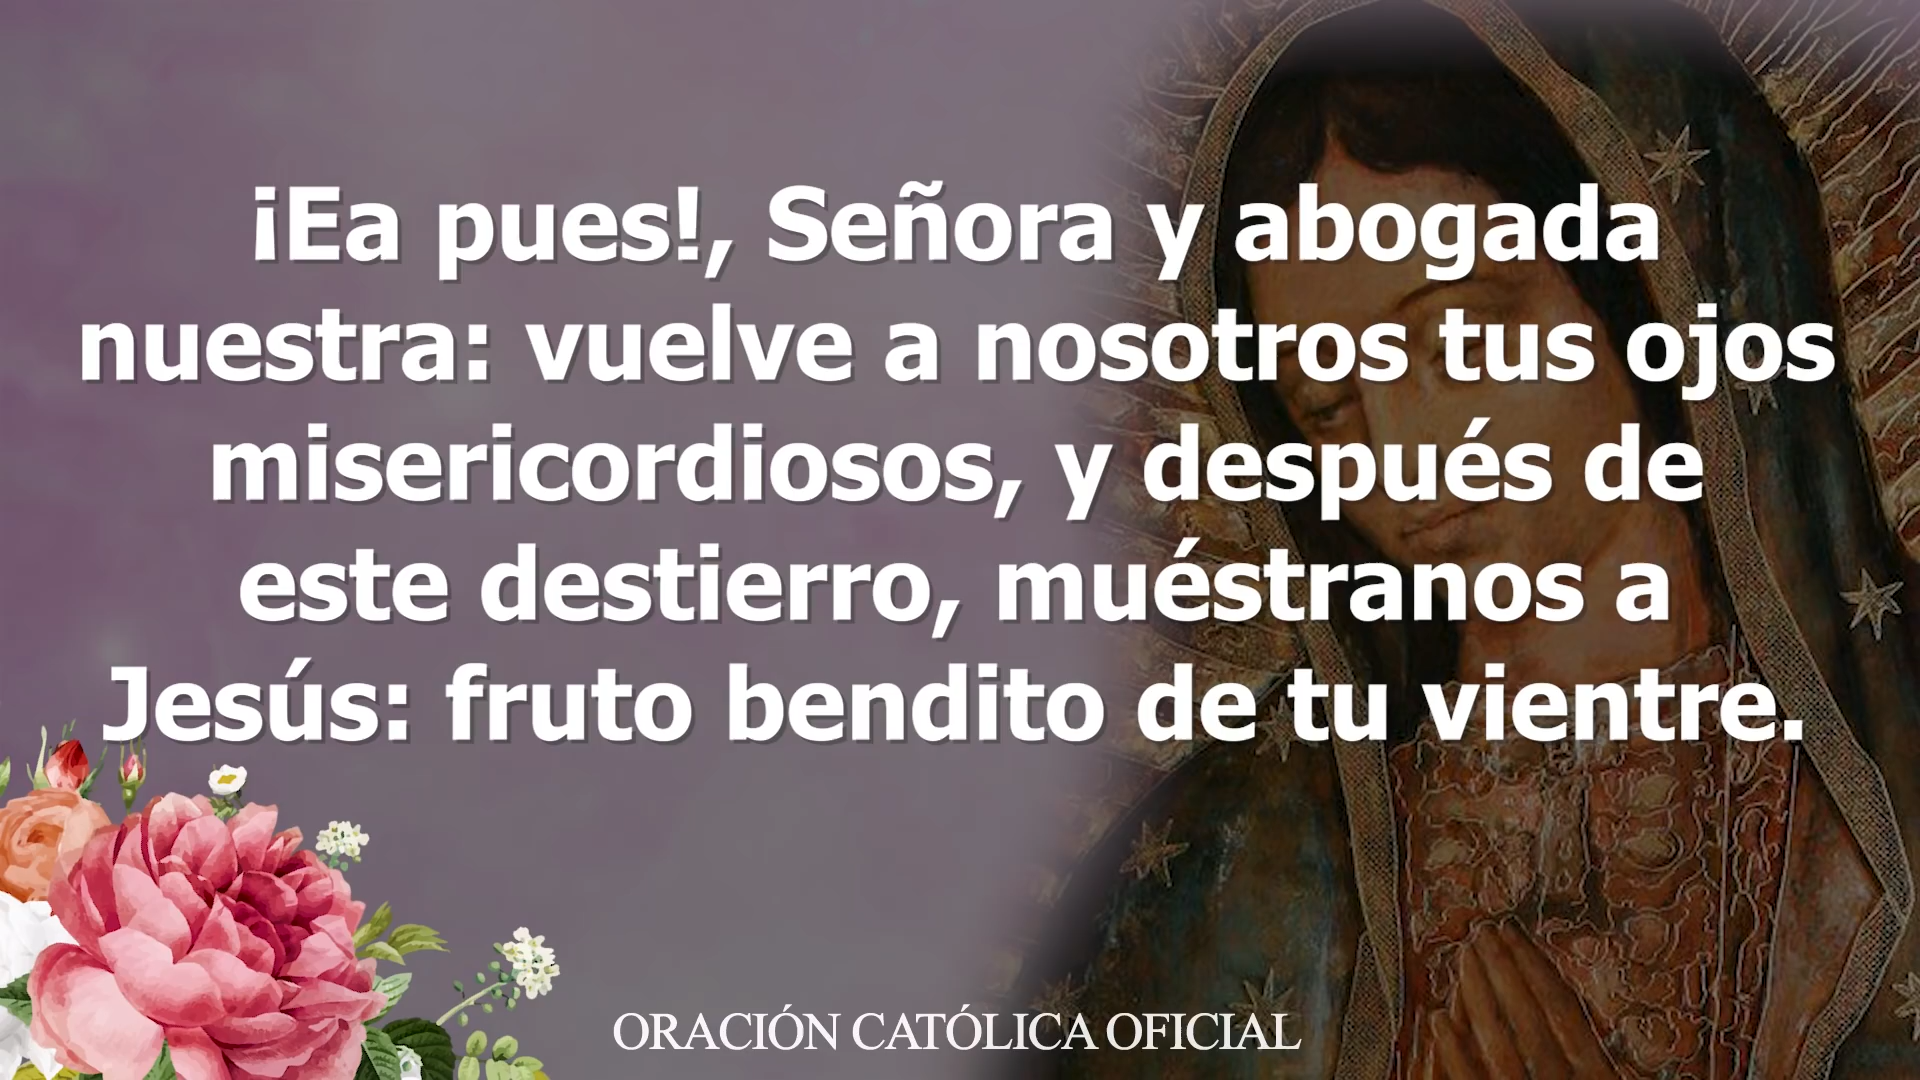 ¡Ea pues!, Señora y abogada
nuestra: vuelve a nosotros tus ojos
misericordiosos, y después de
este destierro, muéstranos a
Jesús: fruto bendito de tu vientre.
ORACIÓN CATÓLICA OFICIAL